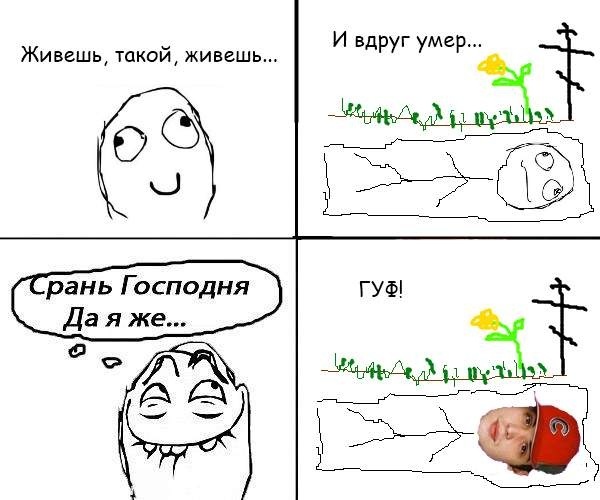 Живешь, такой, живешь...
И вдруг умер...
Срань Господня
Да я же...
ГУФ!
C